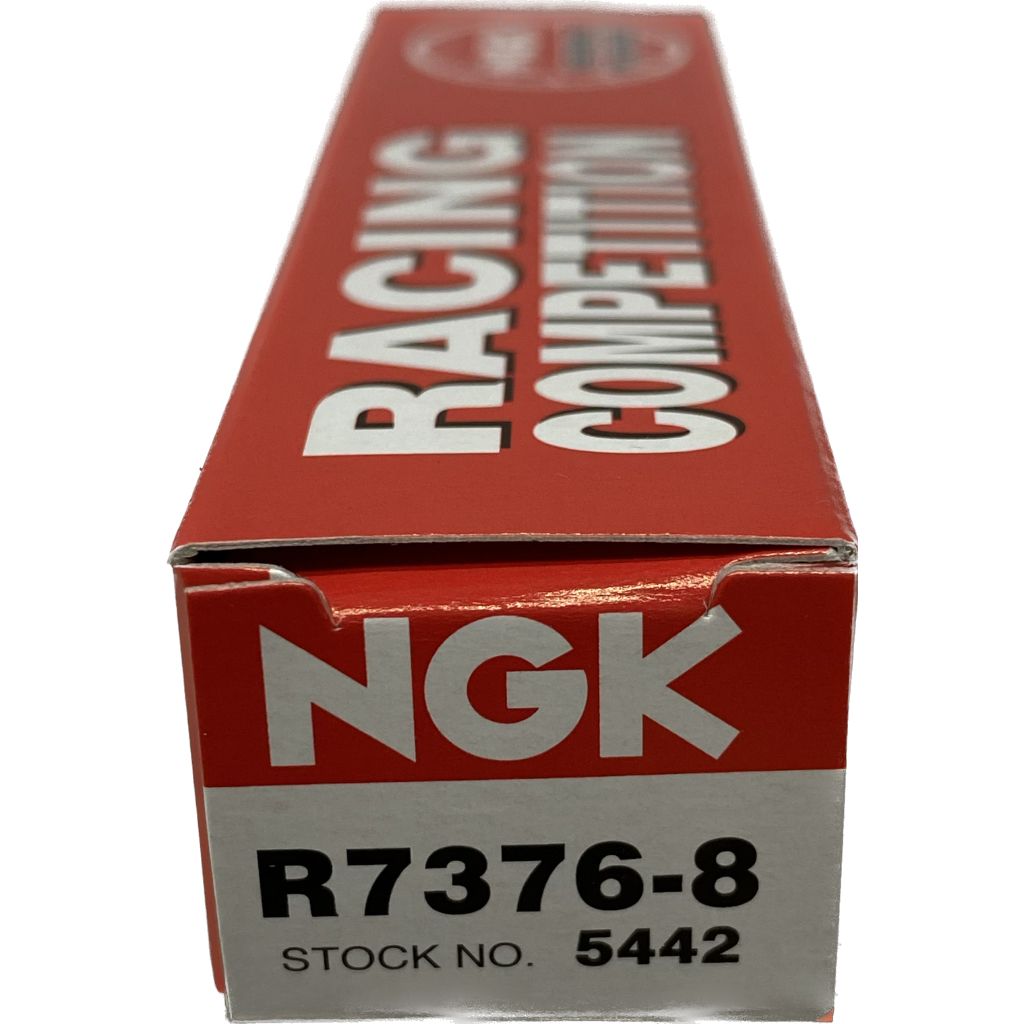 RACING
COMPETITION
NGK
R7376-8
STOCK NO. 5442